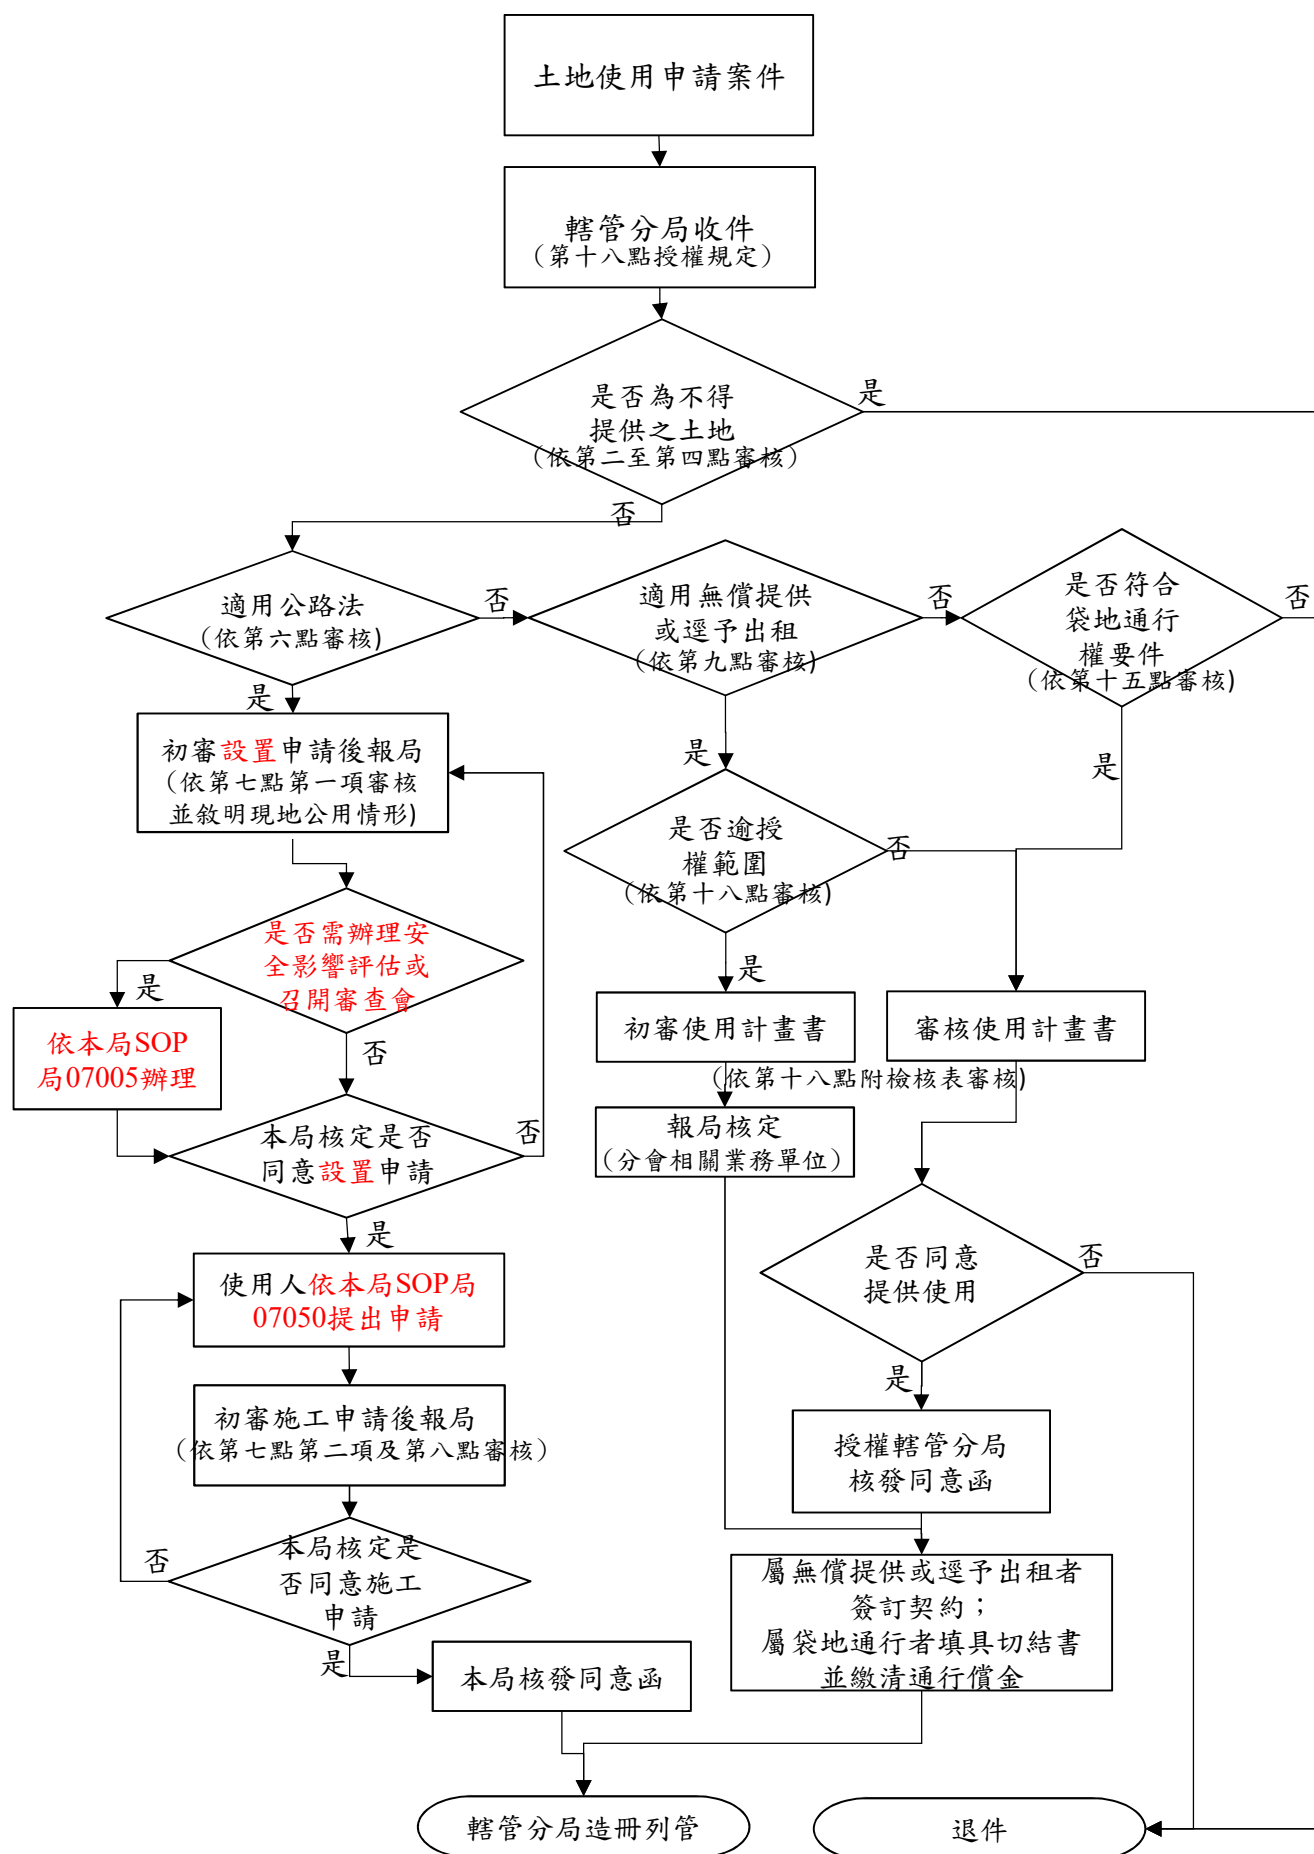 土地使用申請案件
轄管分局收件
（第十八點授權規定）
是否為不得
提供之土地
（依第二至第四點審核）
是
否
適用公路法
（依第六點審核)
否
適用無償提供
或逕予出租
（依第九點審核)
否
是否符合
袋地通行
權要件
（依第十五點審核)
否
是
初審設置申請後報局
（依第七點第一項審核
並敘明現地公用情形)
是
是否逾授
權範圍
（依第十八點審核)
否
是
是否需辦理安
全影響評估或
召開審查會
是
依本局SOP
局07005辦理
否
是
初審使用計畫書
審核使用計畫書
（依第十八點附檢核表審核)
報局核定
（分會相關業務單位）
本局核定是否
同意設置申請
否
是
使用人依本局SOP局
07050提出申請
是否同意
提供使用
否
是
初審施工申請後報局
（依第七點第二項及第八點審核）
授權轄管分局
核發同意函
本局核定是
否同意施工
申請
否
是
本局核發同意函
屬無償提供或逕予出租者
簽訂契約；
屬袋地通行者填具切結書
並繳清通行償金
轄管分局造冊列管
退件